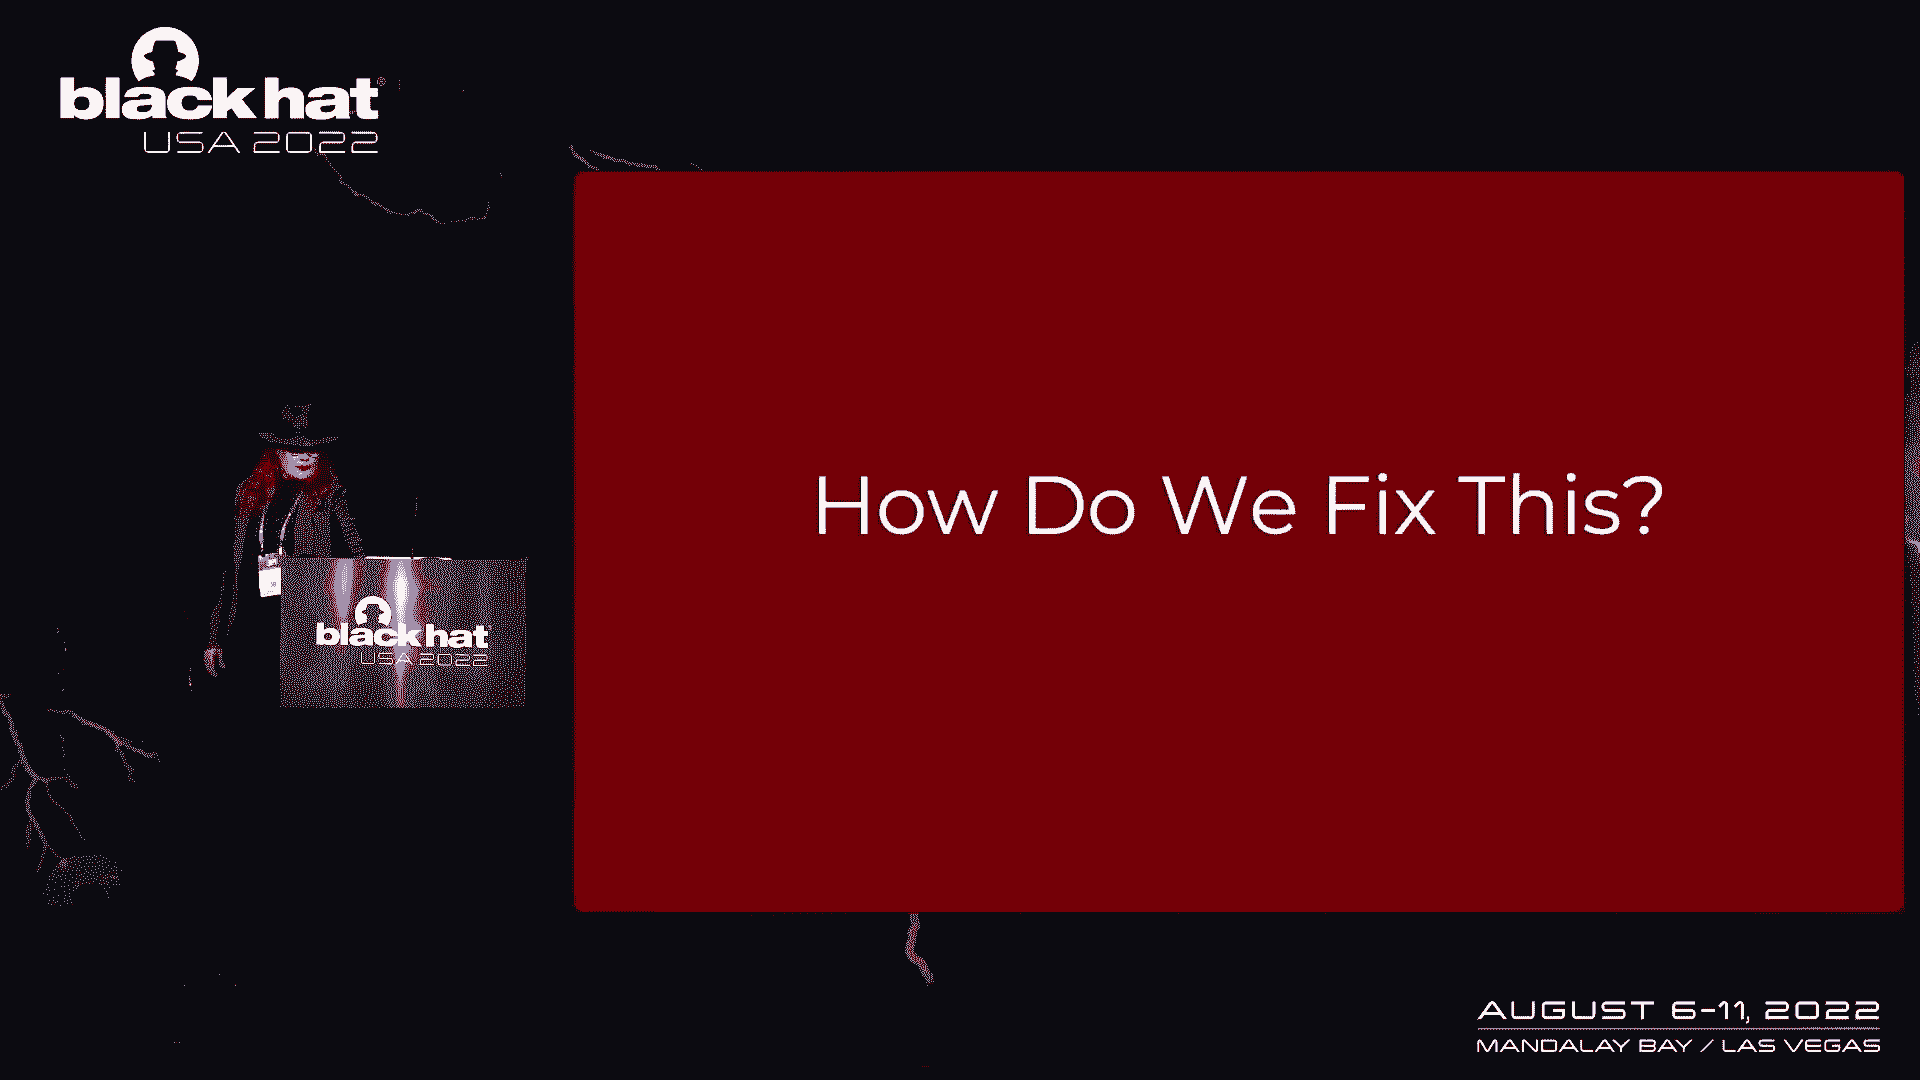 black hat®
USA 2022
How Do We Fix This?
black hat
USA 2022
AUGUST 6-11, 2022
MANDALAY BAY / LAS VEGAS